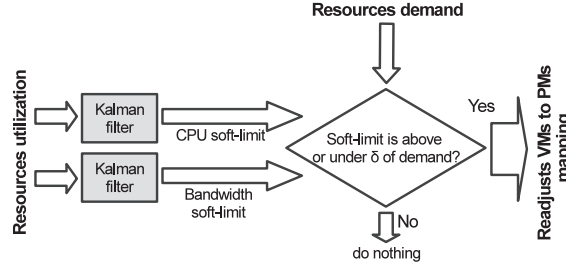 Resources demand
Resources utilization
Kalman
filter
CPU soft-limit
Kalman
filter
Bandwidth
soft-limit
Soft-limit is above
or under δ of demand?
Yes
No
do nothing
Readjusts VMs to PMs
mapping